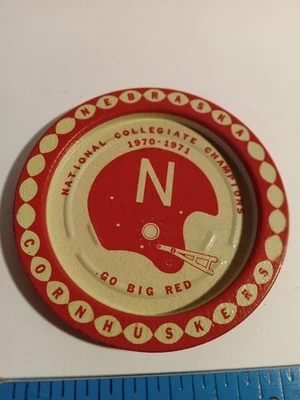 NEBRASKA
NATIONAL COLLEGIATE CHAMPIONS
1970-1971
N
GO BIG RED
CORNHUSKERS